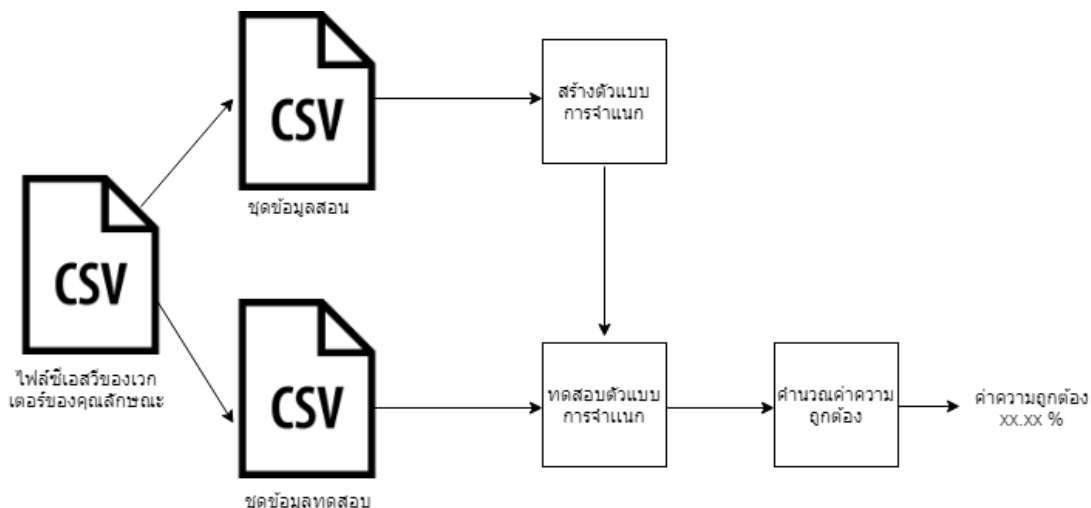 CSV
ชุดข้อมูลสอน
สร้างตัวแบบ
การจำแนก
CSV
ไฟล์ซีเอสวีของเวก
เตอร์ของคุณลักษณะ
CSV
ชุดข้อมูลทดสอบ
ทดสอบตัวแบบ
การจำแนก
คำนวณค่าความ
ถูกต้อง
ค่าความถูกต้อง
xx.xx %